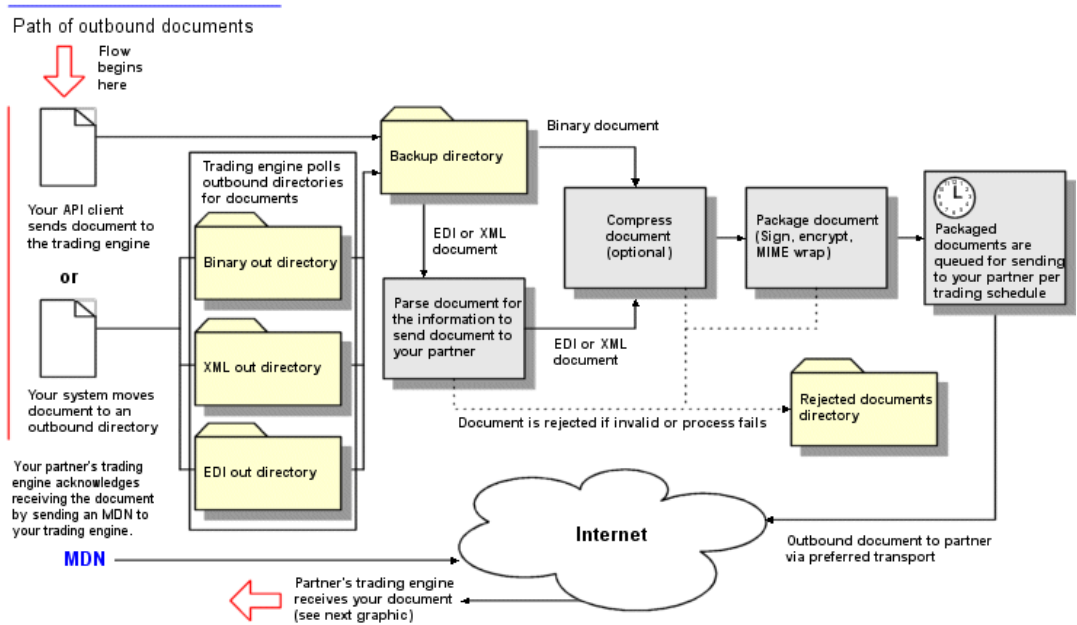 Path of outbound documents
Flow
begins
here
Your API client
sends document to
the trading engine
or
Your system moves
document to an
outbound directory
Trading engine polls
outbound directories
for documents
Binary out directory
XML out directory
EDI out directory
Backup directory
Binary document
EDI or XML
document
Parse document for
the information to
send document to
your partner
EDI or XML
document
Compress
document
(optional)
Package document
(Sign, encrypt,
MIME wrap)
11 12 1
Packaged
documents are
queued for sending
to your partner per
trading schedule
Rejected documents
directory
Document is rejected if invalid or process fails
Your partner's trading
engine acknowledges
receiving the document
by sending an MDN to
your trading engine.
MDN
Internet
Outbound document to partner
via preferred transport
Partner's trading engine
receives your document
(see next graphic)